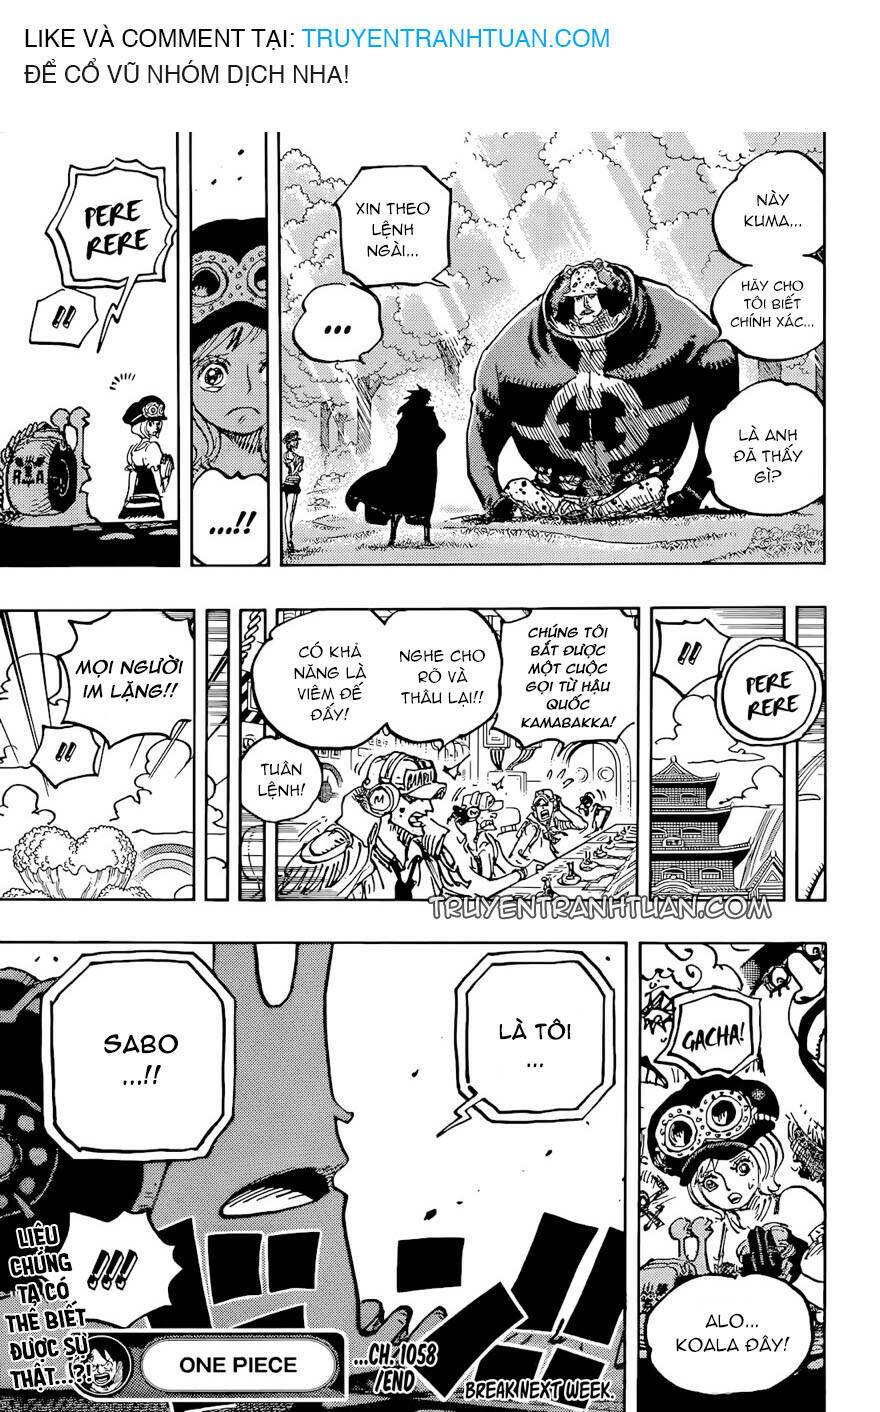 LIKE VÀ COMMENT TẠI: TRUYENTRANHTUAN.COM
ĐỂ CỔ VŨ NHÓM DỊCH NHA!
NÀY
KUMA...
HÃY CHO
TÔI BIẾT
CHÍNH XÁC...
LÀ ANH
ĐÃ THẤY
GÌ?
XIN THEO
LỆNH
NGÀI...
...
...!!
PERE
RERE
!!
PERE
RERE
!!
CHÚNG TÔI
BẮT ĐƯỢC
MỘT CUỘC
GỌI TỪ HẬU
QUỐC
KAMABAKKA!
NGHE CHO
RÕ VÀ
THÂU LẠI!!
CÓ KHẢ
NĂNG LÀ
VIÊM ĐẾ
ĐẤY!
TUÂN
LỆNH!
M
MỌI NGƯỜI
IM LẶNG!!
!!
TRUYENTRANHTUAN.COM
GACHA!
ALO...
KOALA ĐÂY!
LÀ TÔI
...
SABO
...!!
!!!
LIỆU
CHÚNG
TA CÓ
THỂ BIẾT
ĐƯỢC SỰ
THẬT...?!
ONE PIECE
...CH. 1058
/END
BREAK NEXT WEEK.